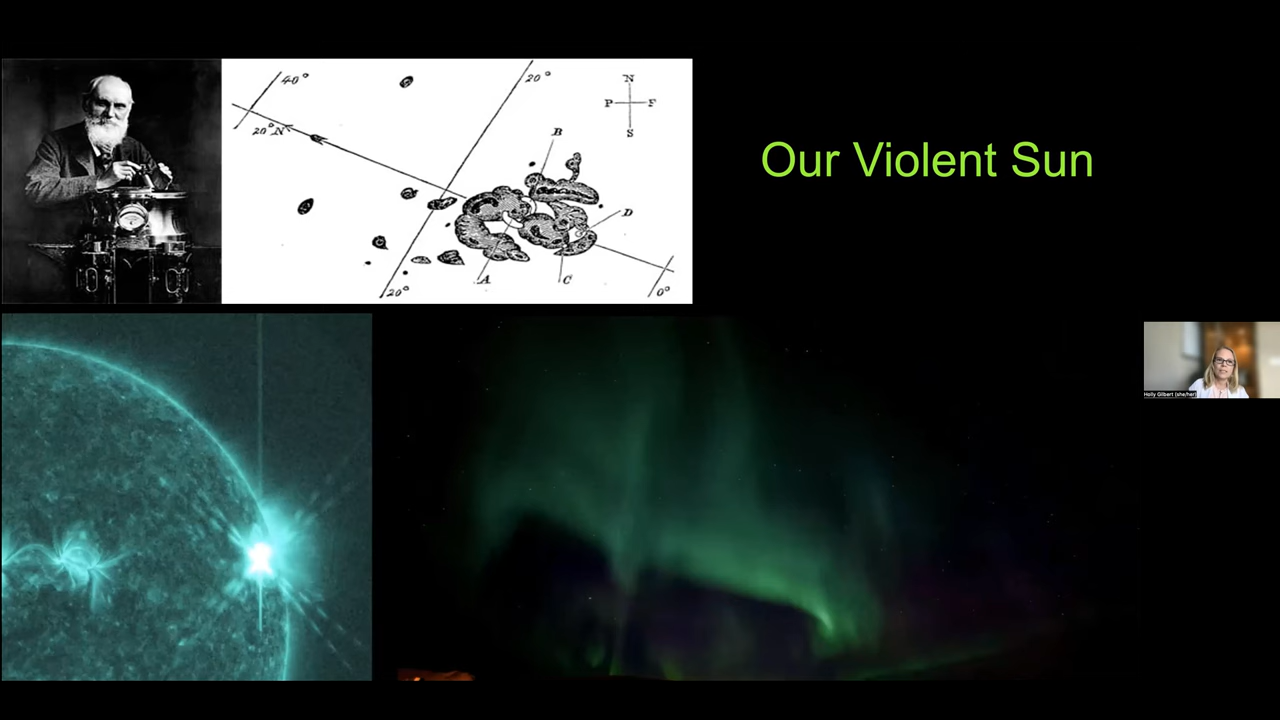 40°
20°
N
P F
S
20°N
B
D
A
C
20°
0°
Our Violent Sun
Holly Gilbert (she/her)